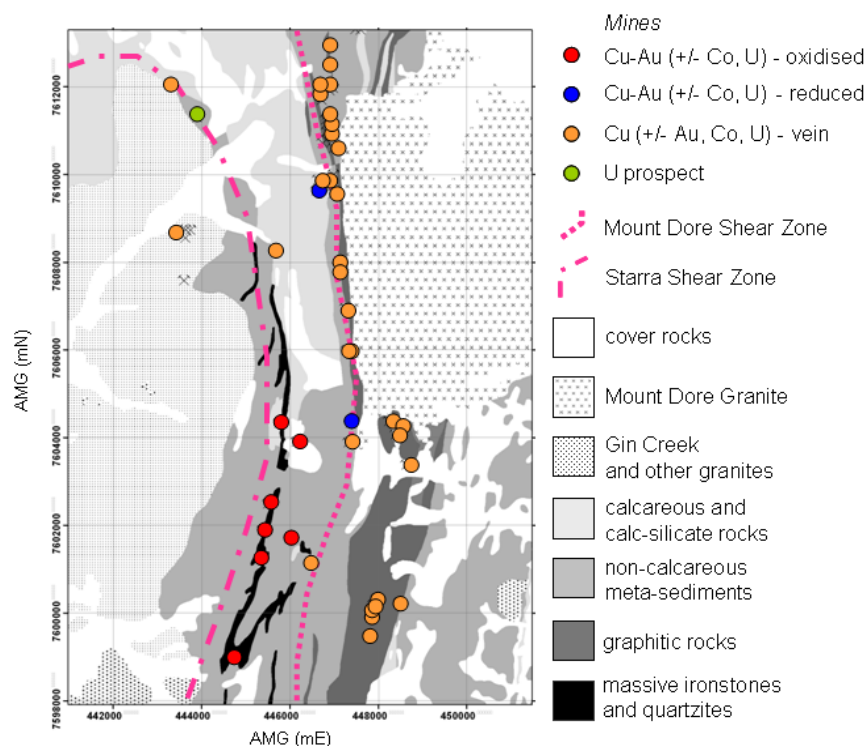 Mines
Cu-Au (+/- Co, U) - oxidised
Cu-Au (+/- Co, U) - reduced
Cu (+/- Au, Co, U) - vein
U prospect
Mount Dore Shear Zone
Starra Shear Zone
cover rocks
Mount Dore Granite
Gin Creek
and other granites
calcareous and
calc-silicate rocks
non-calcareous
meta-sediments
graphitic rocks
massive ironstones
and quartzites
AMG (mN)
7612000
7610000
7608000
7606000
7604000
7602000
7600000
7598000
442000
444000
446000
448000
450000
AMG (mE)